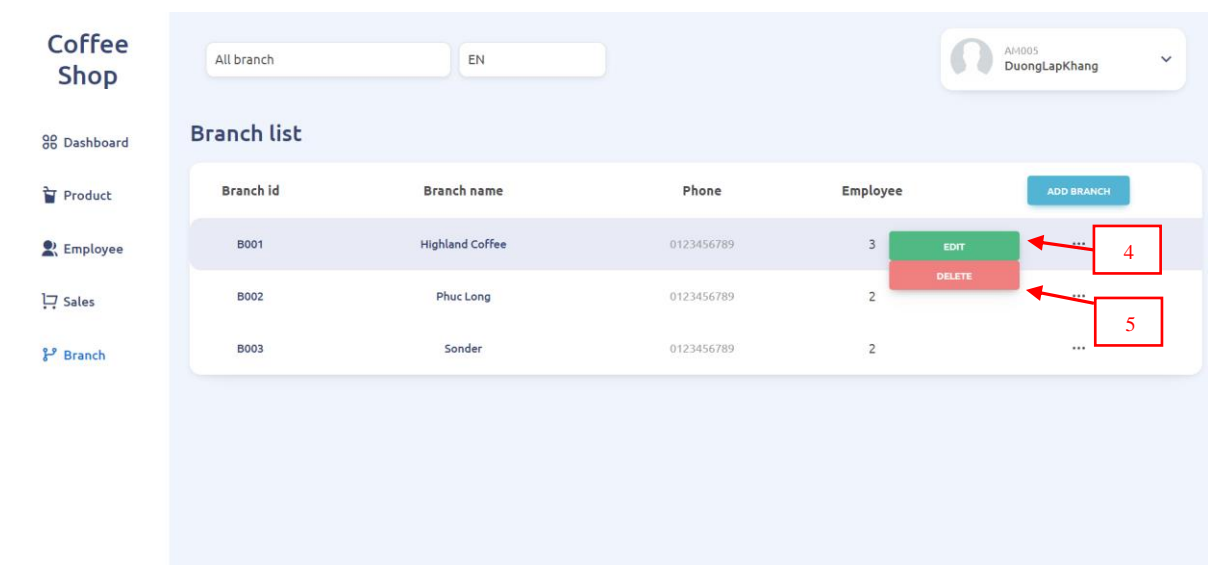 Coffee
Shop
All branch
EN
AM005
DuongLapKhang
Dashboard
Product
Employee
Sales
Branch
Branch list
Branch id Branch name Phone Employee ADD BRANCH
B001 Highland Coffee 0123456789 3 EDIT ... 4
DELETE
B002 Phuc Long 0123456789 2 ...
5
B003 Sonder 0123456789 2 ...